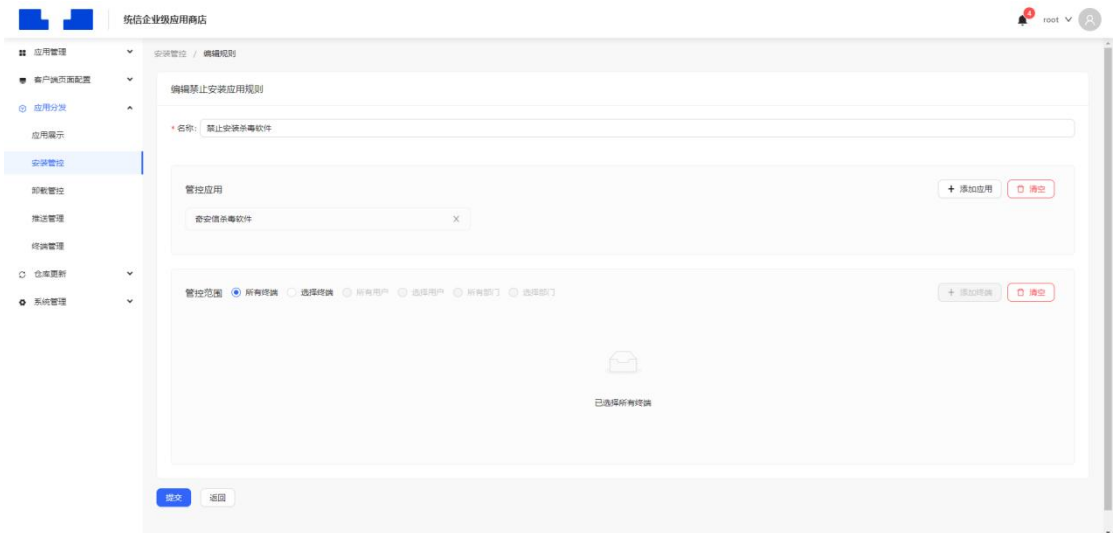 统信企业级应用商店
4
root
应用管理
安装管控 / 编辑规则
客户端页面配置
编辑禁止安装应用规则
应用分发
应用展示
* 名称: 禁止安装杀毒软件
安装管控
卸载管控
管控应用
+ 添加应用 清空
推送管理
奇安信杀毒软件 ×
终端管理
仓库更新
管控范围 所有终端 选择终端 所有用户 选择用户 所有部门 选择部门
+ 添加终端 清空
系统管理
已选择所有终端
提交 返回